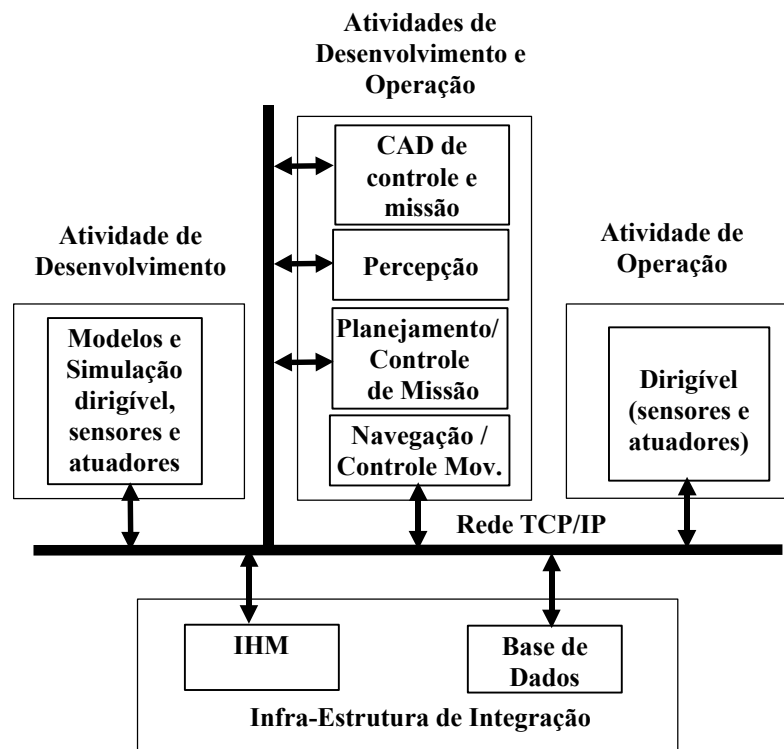 Atividades de
Desenvolvimento e
Operação
CAD de
controle e
missão
Percepção
Planejamento/
Controle
de Missão
Navegação /
Controle Mov.
Atividade de
Desenvolvimento
Modelos e
Simulação
dirigível,
sensores e
atuadores
Atividade de
Operação
Dirigível
(sensores e
atuadores)
Rede TCP/IP
IHM
Base de
Dados
Infra-Estrutura de Integração